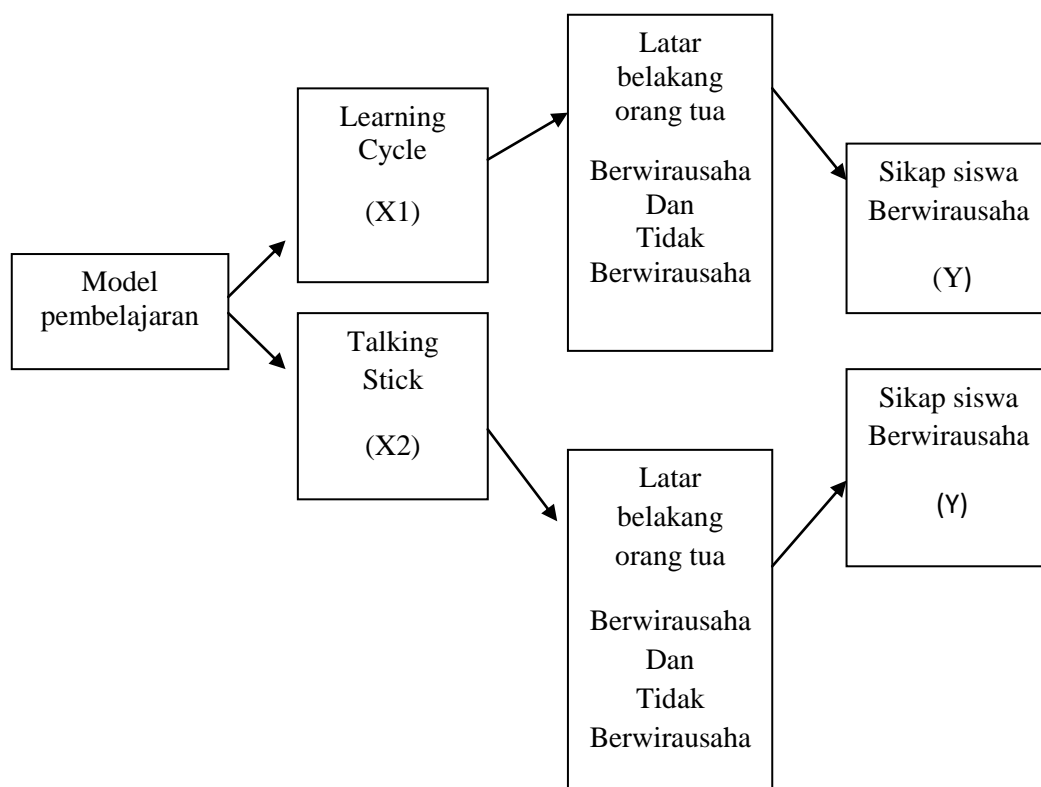 Model
pembelajaran
Learning
Cycle
(X1)
Latar
belakang
orang tua
Berwirausaha
Dan
Tidak
Berwirausaha
Sikap siswa
Berwirausaha
(Y)
Talking
Stick
(X2)
Latar
belakang
orang tua
Berwirausaha
Dan
Tidak
Berwirausaha
Sikap siswa
Berwirausaha
(Y)